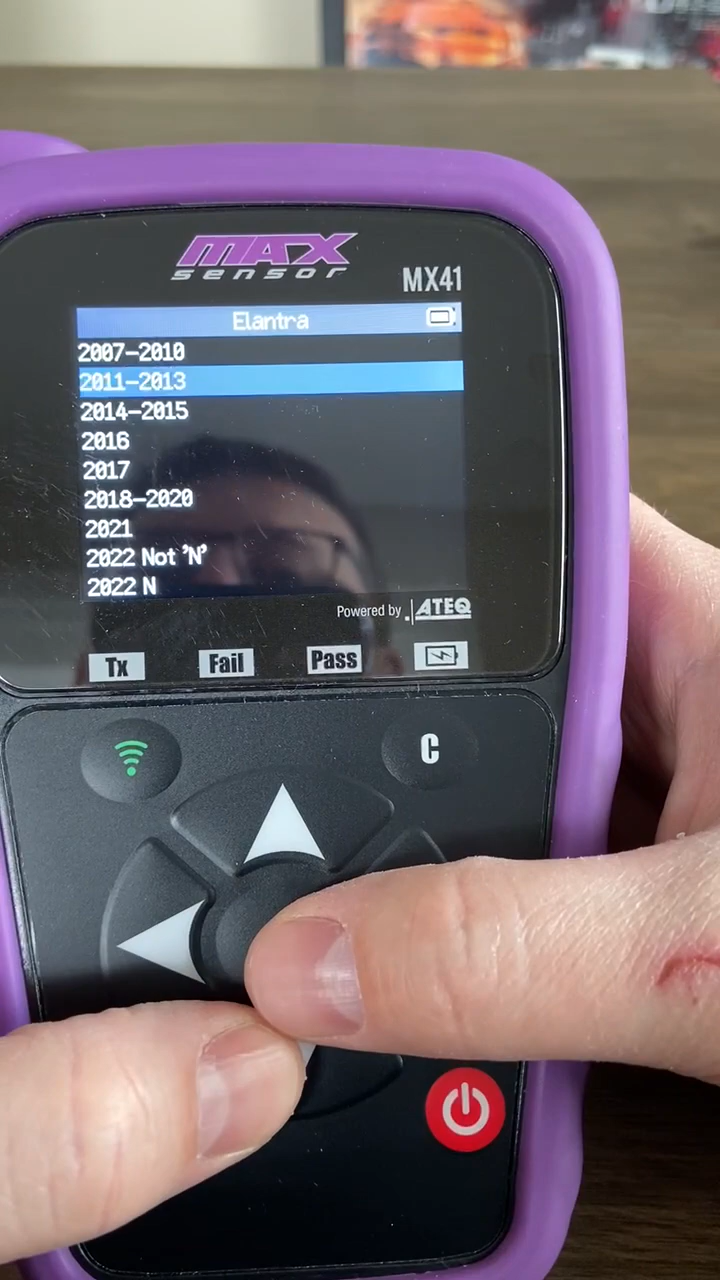 MAX
sensor
MX41
Elantra
2007-2010
2011-2013
2014-2015
2016
2017
2018-2020
2021
2022 Not 'N'
2022 N
Powered by ATEQ
Tx
Fail
Pass
C